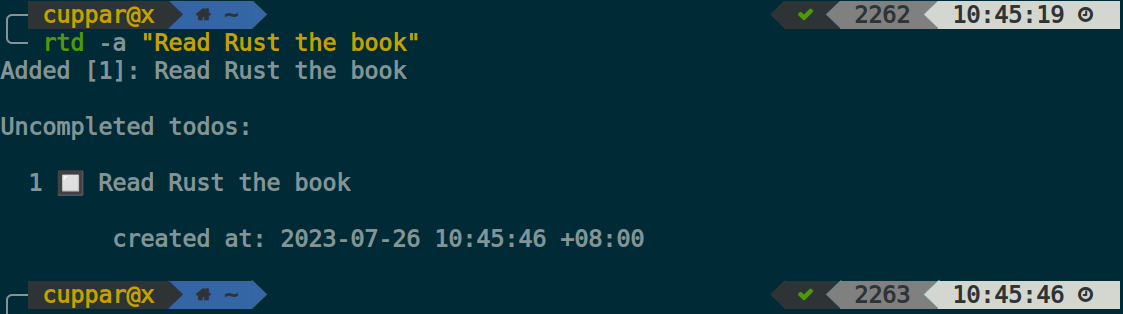 cuppar@x ~ ✔ 2262 10:45:19
rtd -a "Read Rust the book"
Added [1]: Read Rust the book
Uncompleted todos:
1 Read Rust the book
created at: 2023-07-26 10:45:46 +08:00
cuppar@x ~ ✔ 2263 10:45:46